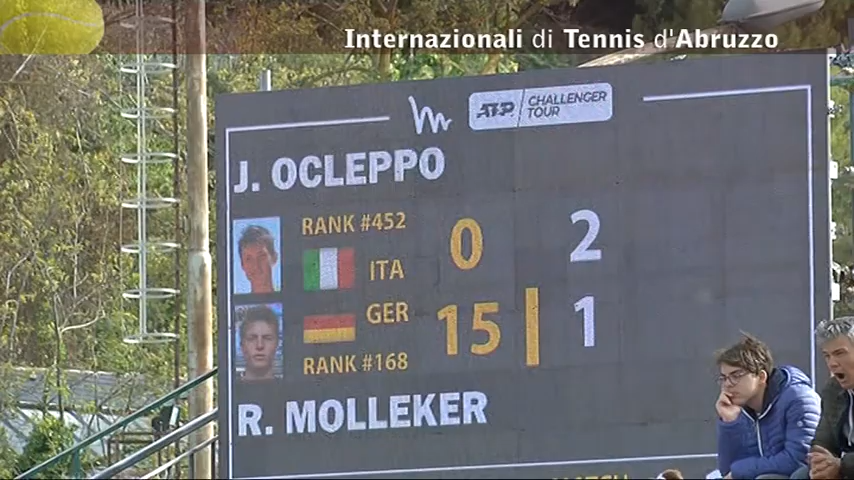 Internazionali di Tennis d'Abruzzo
ATP CHALLENGER TOUR
J. OCLEPPO
RANK #452
0 2
ITA
GER
15 1
RANK #168
R. MOLLEKER